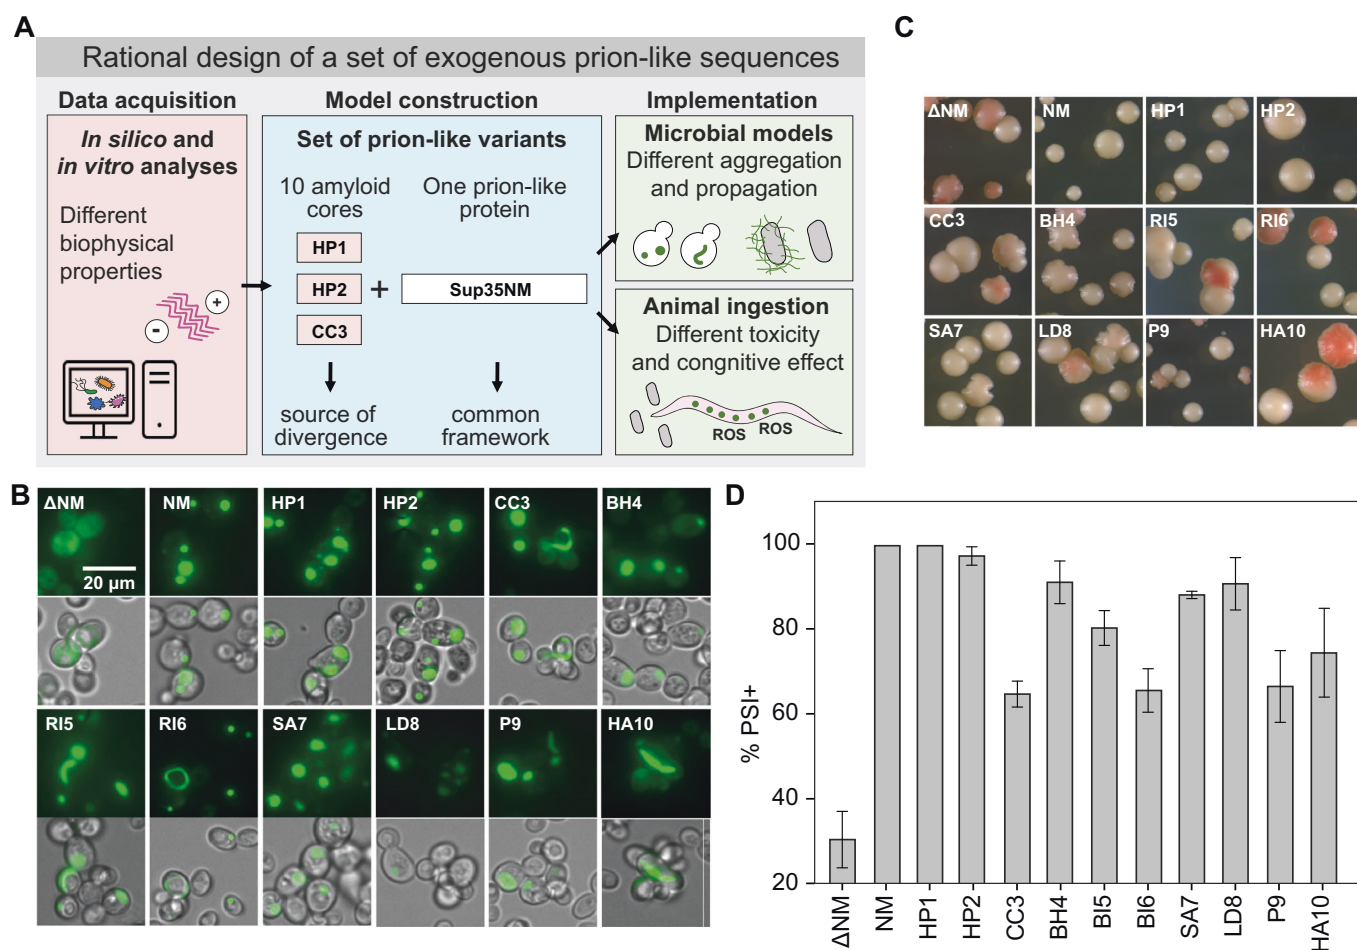 A
Rational design of a set of exogenous prion-like sequences
Data acquisition
In silico and
in vitro analyses
Different
biophysical
properties
+
-
Model construction
Set of prion-like variants
10 amyloid
cores
One prion-like
protein
HP1
HP2
CC3
+
Sup35NM
source of
divergence
common
framework
Implementation
Microbial models
Different aggregation
and propagation
Animal ingestion
Different toxicity
and congnitive effect
ROS
ROS
B
ΔNM
NM
HP1
HP2
CC3
BH4
20 µm
RI5
RI6
SA7
LD8
P9
HA10
C
ΔNM
NM
HP1
HP2
CC3
BH4
RI5
RI6
SA7
LD8
P9
HA10
D
% PSI+
100
80
60
40
20
ΔNM
NM
HP1
HP2
CC3
BH4
BI5
BI6
SA7
LD8
P9
HA10